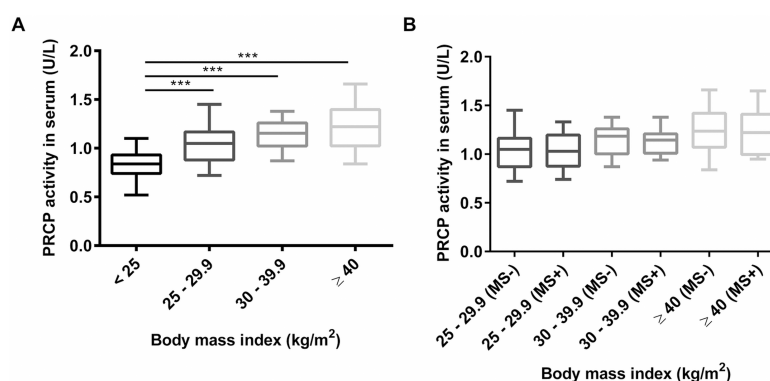 A
PRCP activity in serum (U/L)
2.0
1.5
1.0
0.5
0.0
***
***
***
< 25
25 - 29.9
30 - 39.9
≥ 40
Body mass index (kg/m²)
B
PRCP activity in serum (U/L)
2.0
1.5
1.0
0.5
0.0
25 - 29.9 (MS-)
25 - 29.9 (MS+)
30 - 39.9 (MS-)
30 - 39.9 (MS+)
≥ 40 (MS-)
≥ 40 (MS+)
Body mass index (kg/m²)